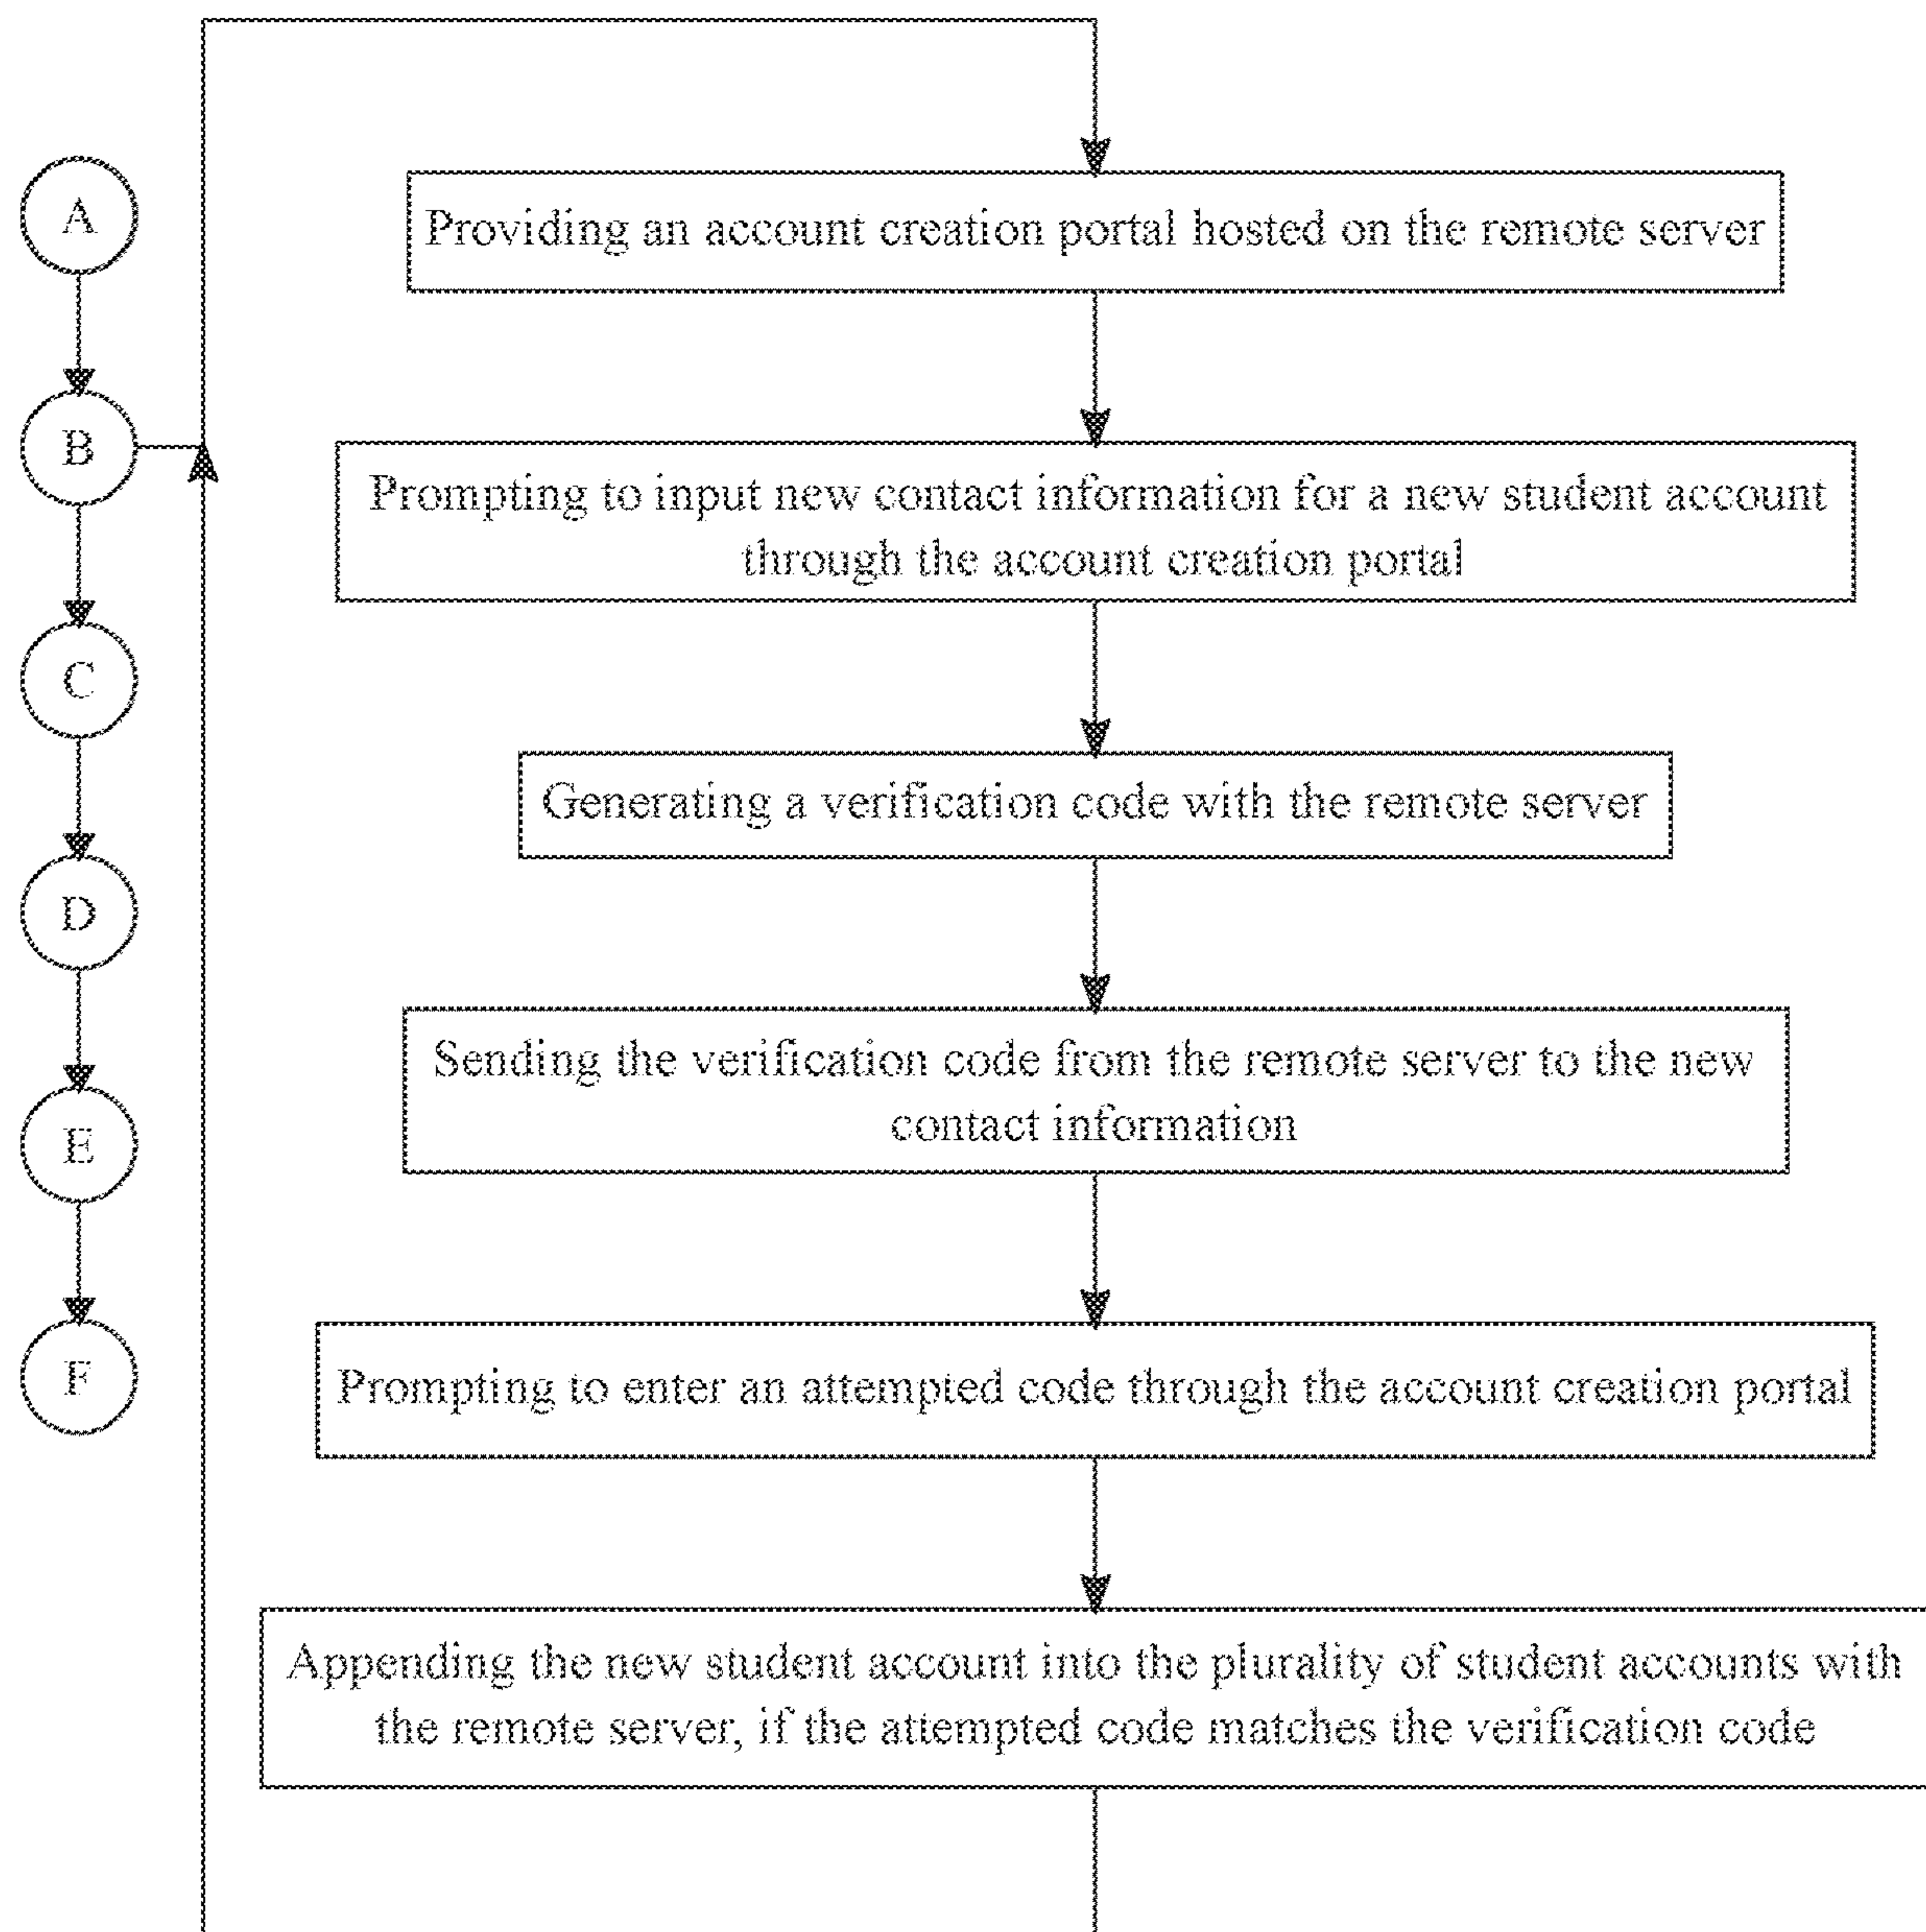 A
B
C
D
E
F
Providing an account creation portal hosted on the remote server
Prompting to input new contact information for a new student account
through the account creation portal
Generating a verification code with the remote server
Sending the verification code from the remote server to the new
contact information
Prompting to enter an attempted code through the account creation portal
Appending the new student account into the plurality of student accounts with
the remote server, if the attempted code matches the verification code